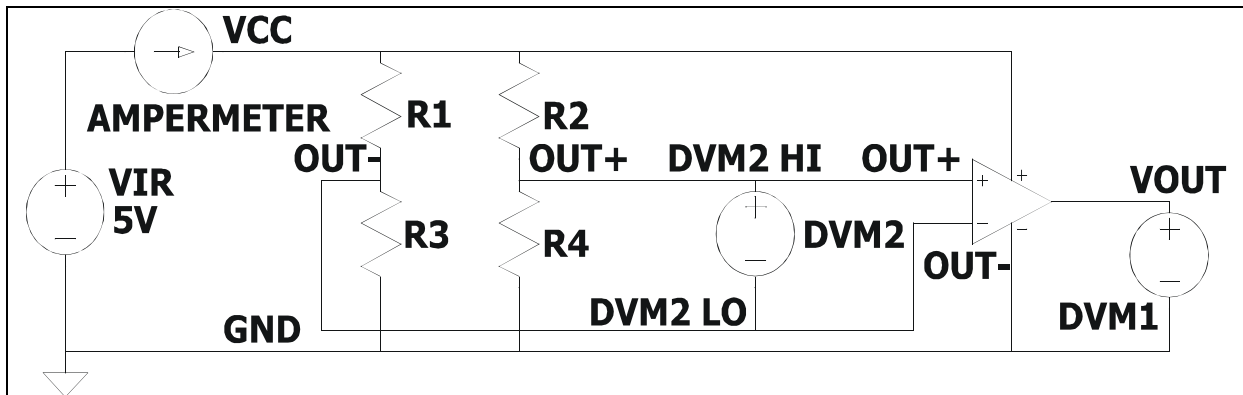 VCC
AMPERMETER
R1
R2
OUT-
OUT+
DVM2 HI
OUT+
VIR
5V
+
-
R3
R4
+
-
DVM2
+
-
+
-
OUT-
VOUT
+
-
DVM2 LO
DVM1
GND